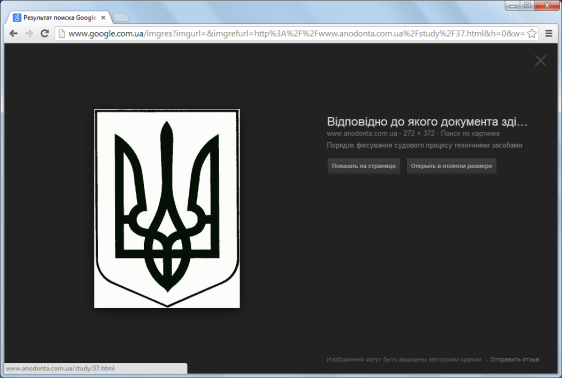 Результат поиска Google
www.google.com.ua/imgres?imgurl=&imgrefurl=http%3A%2F%2Fwww.anodonta.com.ua%2Fstudy%2F37.html&h=0&w=
Відповідно до якого документа зді…
www.anodonta.com.ua - 272 × 372 - Поиск по картинке
Порядок фіксування судового процесу технічними засобами
Показать на странице
Открыть в полном размере
Изображения могут быть защищены авторским правом. - Отправить отзыв
www.anodonta.com.ua/study/37.html